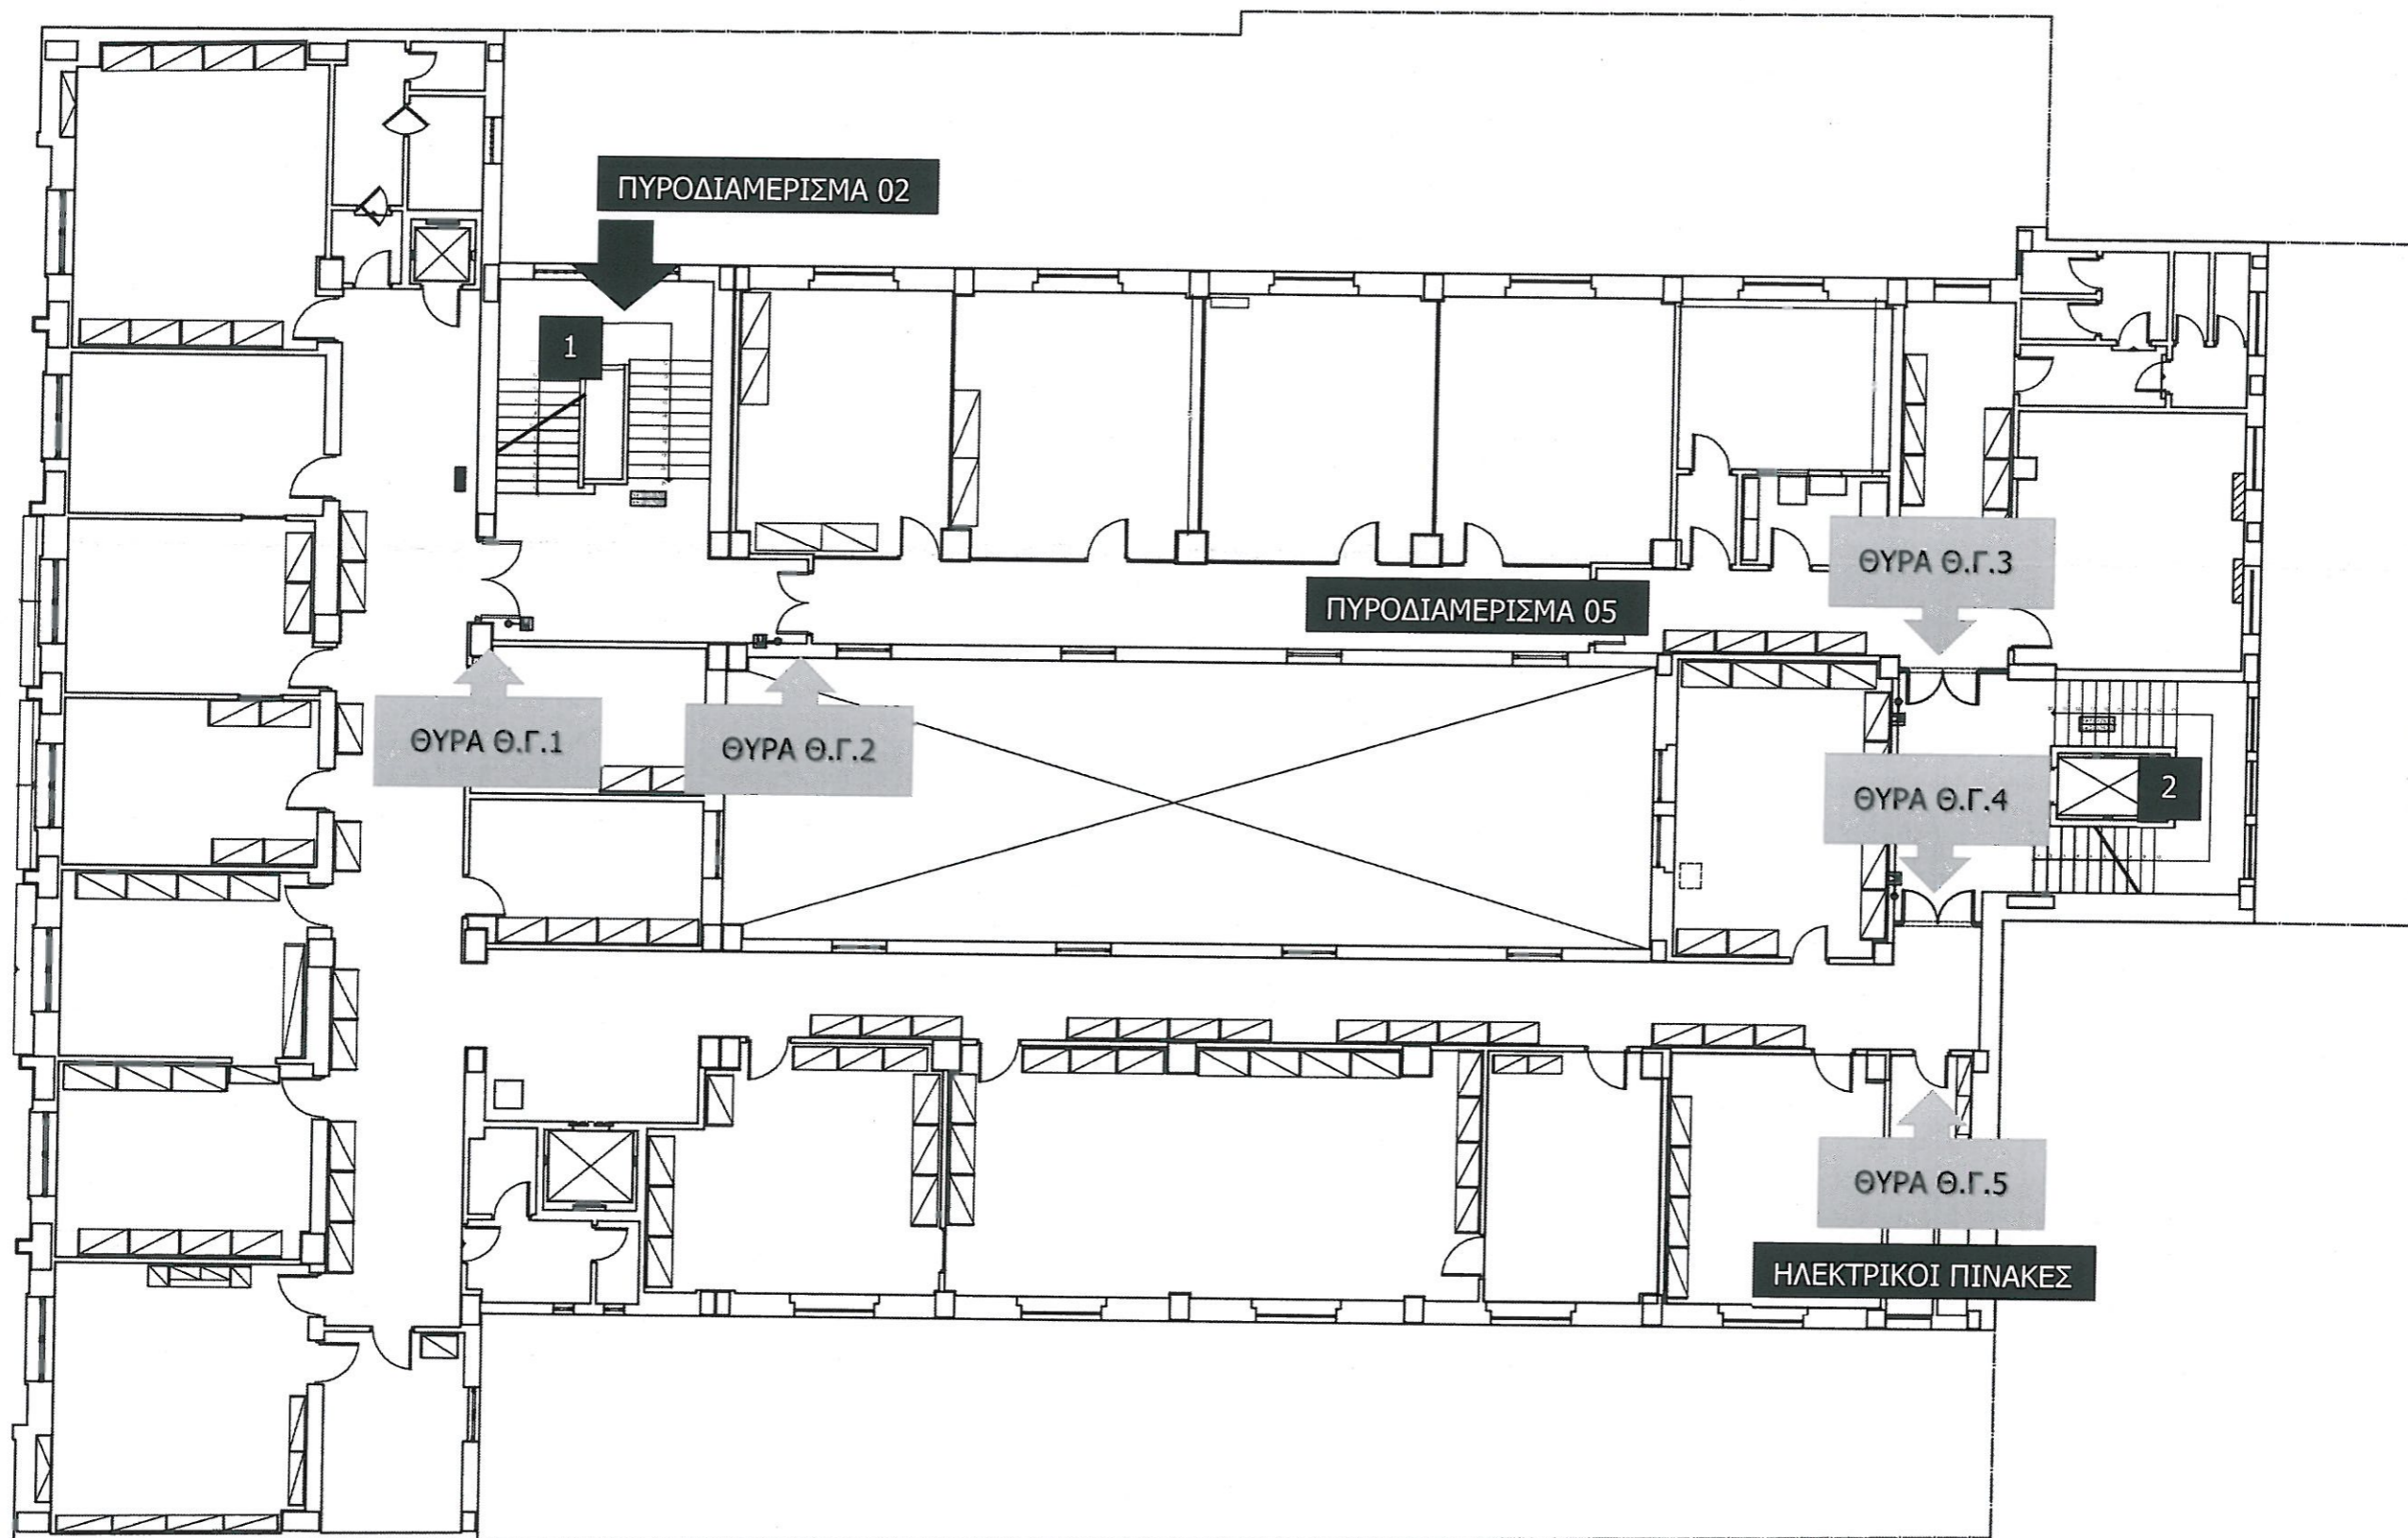 ΠΥΡΟΔΙΑΜΕΡΙΣΜΑ 02
1
ΠΥΡΟΔΙΑΜΕΡΙΣΜΑ 05
ΘΥΡΑ Θ.Γ.3
ΘΥΡΑ Θ.Γ.1
ΘΥΡΑ Θ.Γ.2
ΘΥΡΑ Θ.Γ.4
2
ΘΥΡΑ Θ.Γ.5
ΗΛΕΚΤΡΙΚΟΙ ΠΙΝΑΚΕΣ